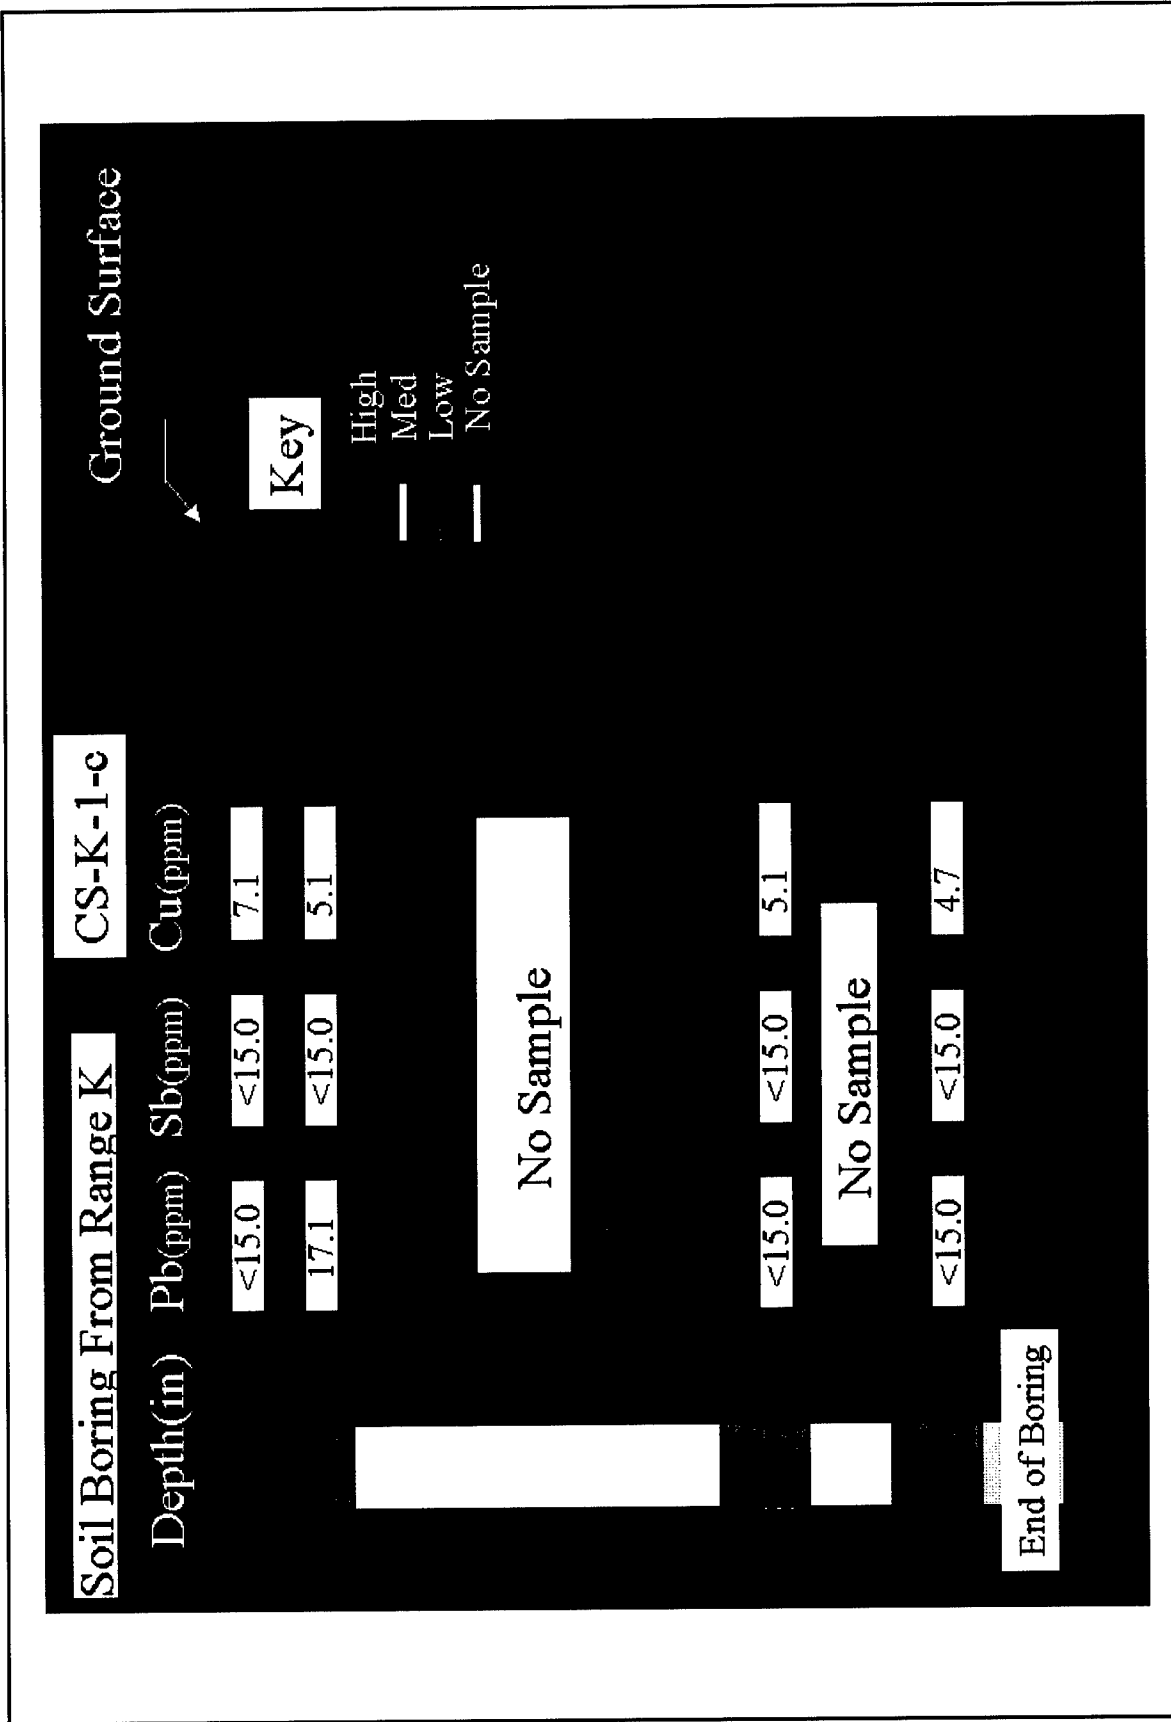 Soil Boring From Range K
CS-K-1-c
Ground Surface
Depth(in) Pb(ppm) Sb(ppm) Cu(ppm)
<15.0 <15.0 7.1
17.1 <15.0 5.1
Key
High
Med
Low
No Sample
No Sample
<15.0 <15.0 5.1
No Sample
<15.0 <15.0 4.7
End of Boring